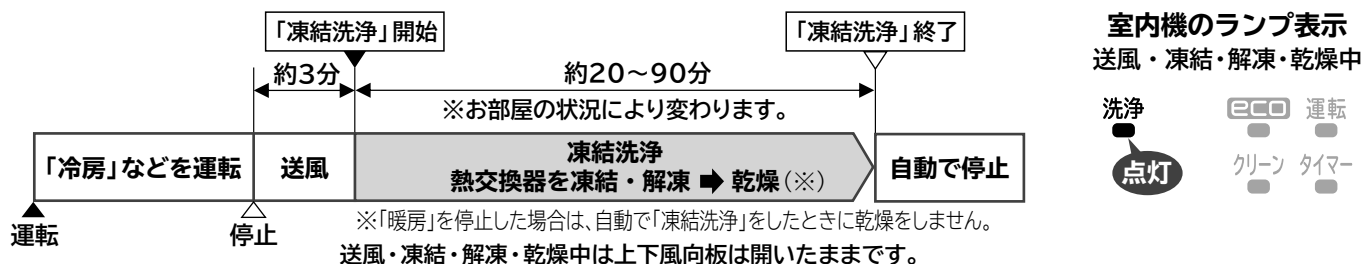 「凍結洗浄」開始
「凍結洗浄」終了
約3分
約20～90分
※お部屋の状況により変わります。
「冷房」などを運転
送風
凍結洗浄
熱交換器を凍結・解凍➡乾燥(※)
自動で停止
運転
停止
※「暖房」を停止した場合は、自動で「凍結洗浄」をしたときに乾燥をしません。
送風・凍結・解凍・乾燥中は上下風向板は開いたままです。
室内機のランプ表示
送風・凍結・解凍・乾燥中
洗浄
eco 運転
点灯
クリーン タイマー